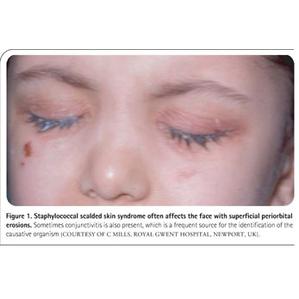 Figure 1. Staphylococcal scalded skin syndrome often affects the face with superficial periorbital
erosions. Sometimes conjunctivitis is also present, which is a frequent source for the identification of the
causative organism (COURTESY OF C MILLS, ROYAL GWENT HOSPITAL, NEWPORT, UK).